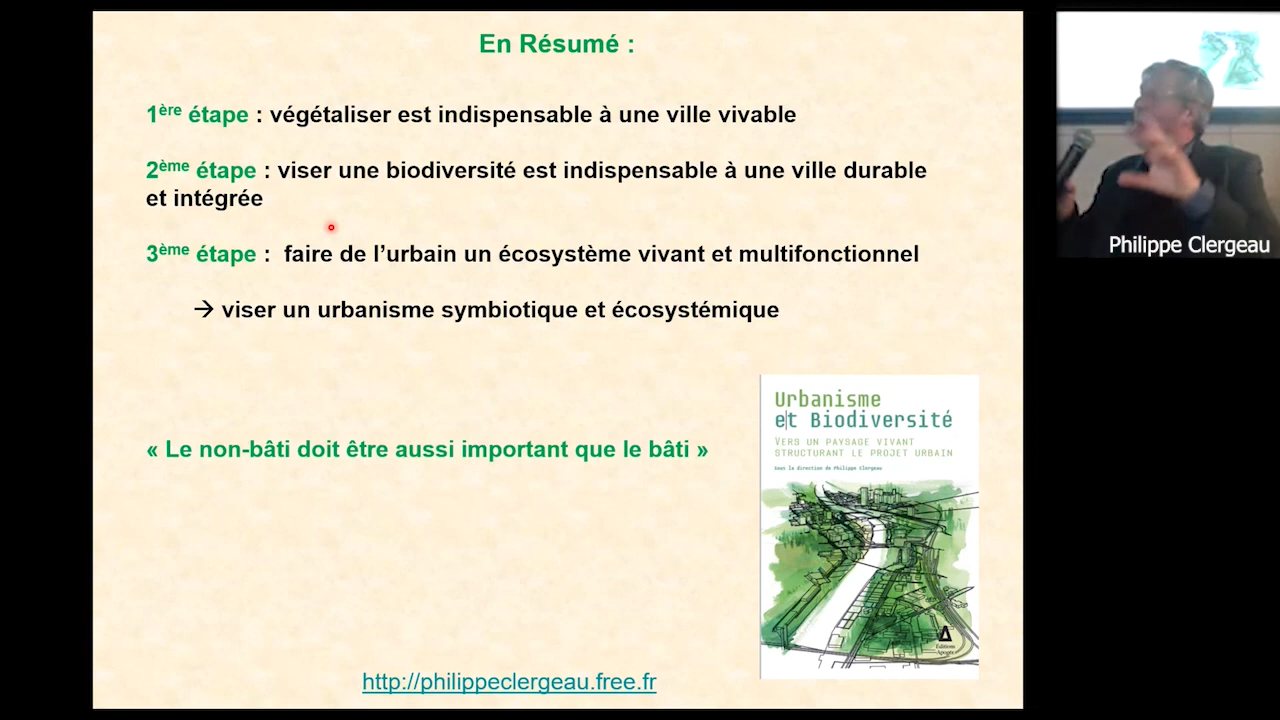 En Résumé :
1ère étape : végétaliser est indispensable à une ville vivable
2ème étape : viser une biodiversité est indispensable à une ville durable
et intégrée
3ème étape : faire de l’urbain un écosystème vivant et multifonctionnel
→ viser un urbanisme symbiotique et écosystémique
« Le non-bâti doit être aussi important que le bâti »
Urbanisme
et Biodiversité
VERS UN PAYSAGE VIVANT
STRUCTURANT LE PROJET URBAIN
Sous la direction de Philippe Clergeau
Editions
Apogée
http://philippeclergeau.free.fr
Philippe Clergeau